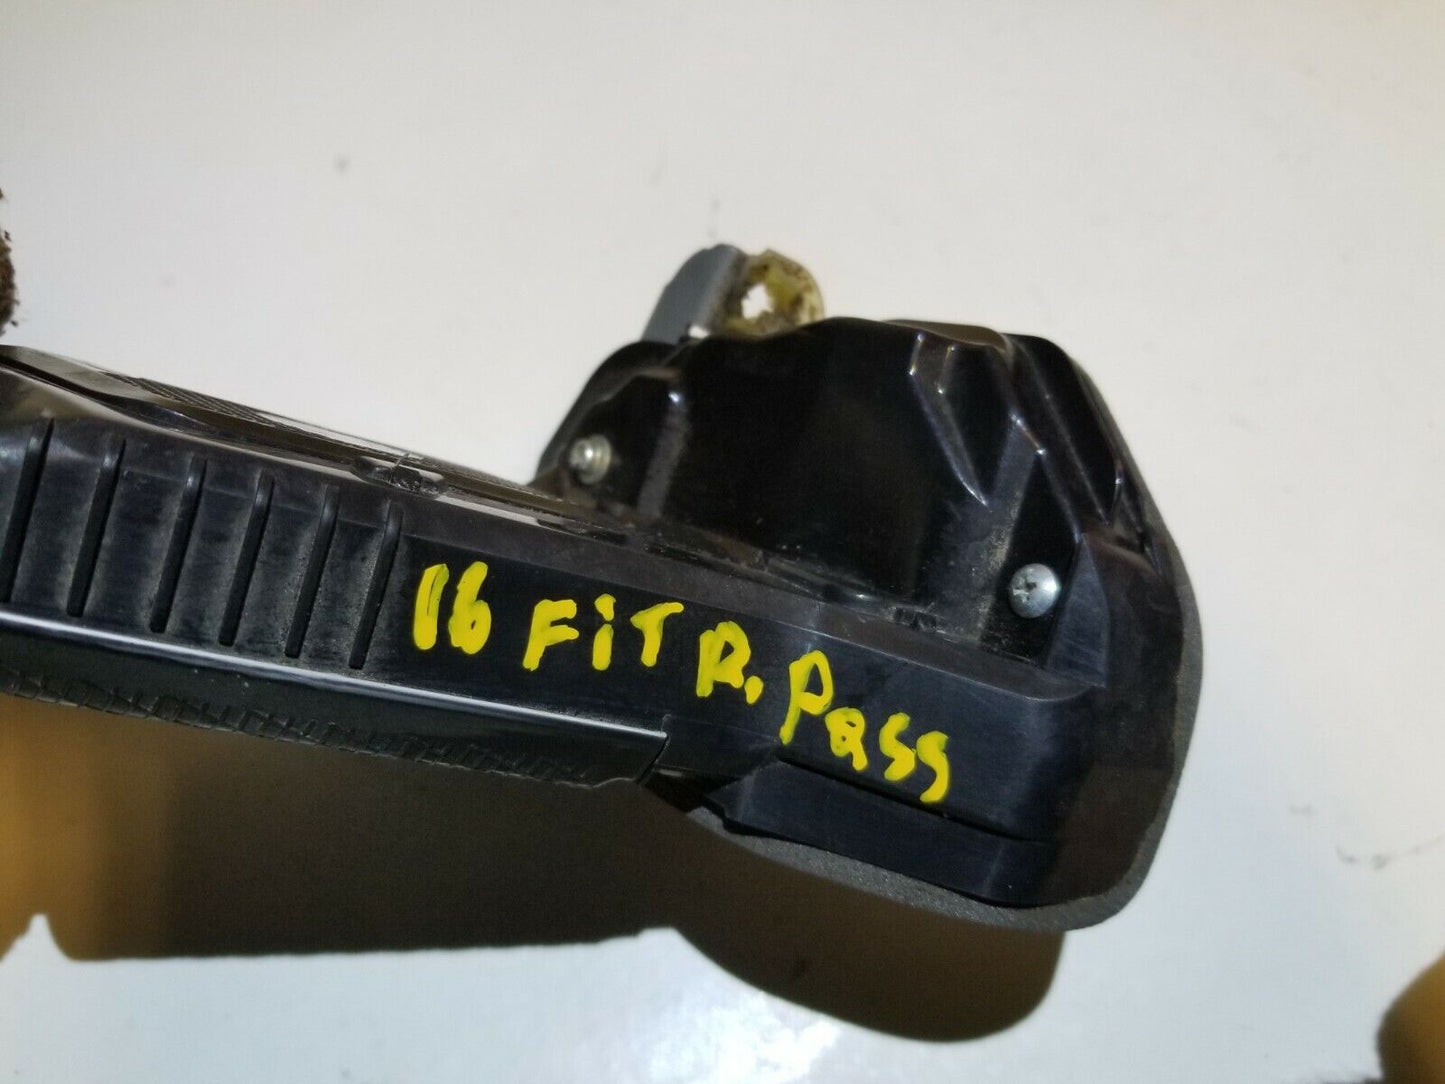 16 FiT R. Pass